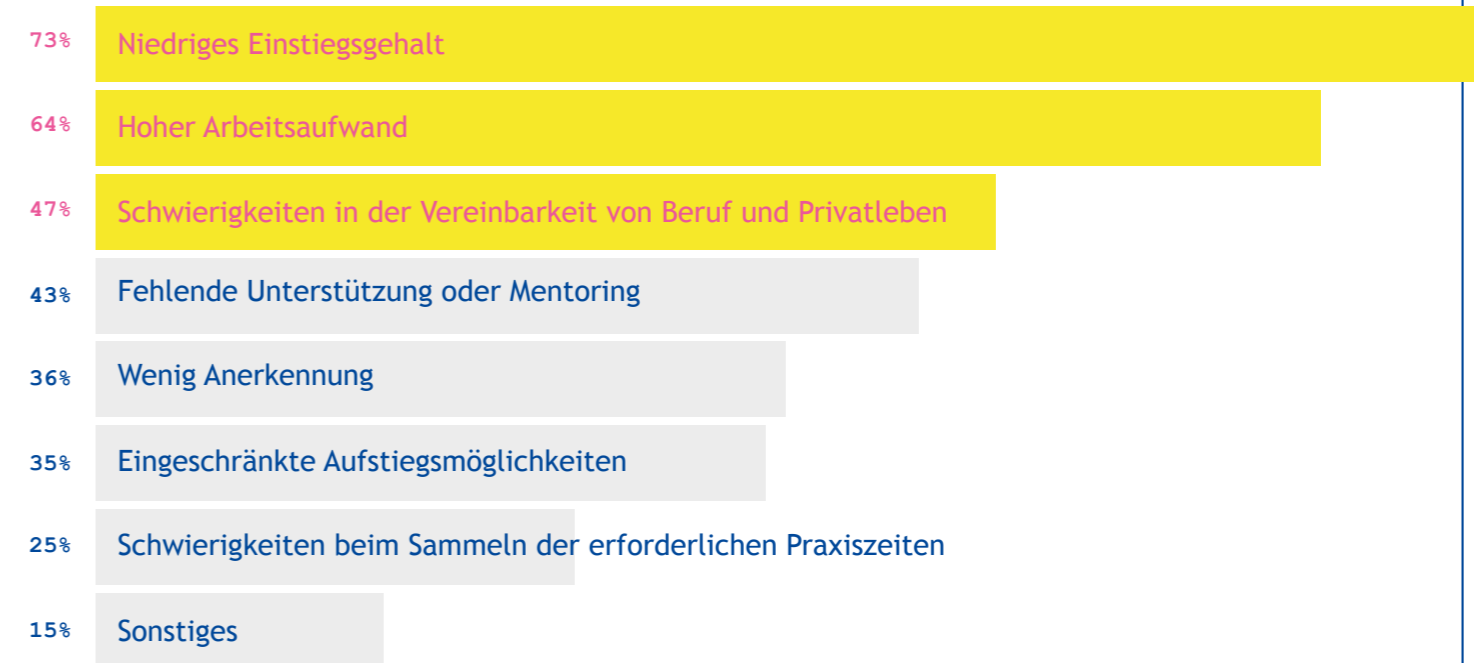 73% Niedriges Einstiegsgehalt
64% Hoher Arbeitsaufwand
47% Schwierigkeiten in der Vereinbarkeit von Beruf und Privatleben
43% Fehlende Unterstützung oder Mentoring
36% Wenig Anerkennung
35% Eingeschränkte Aufstiegsmöglichkeiten
25% Schwierigkeiten beim Sammeln der erforderlichen Praxiszeiten
15% Sonstiges